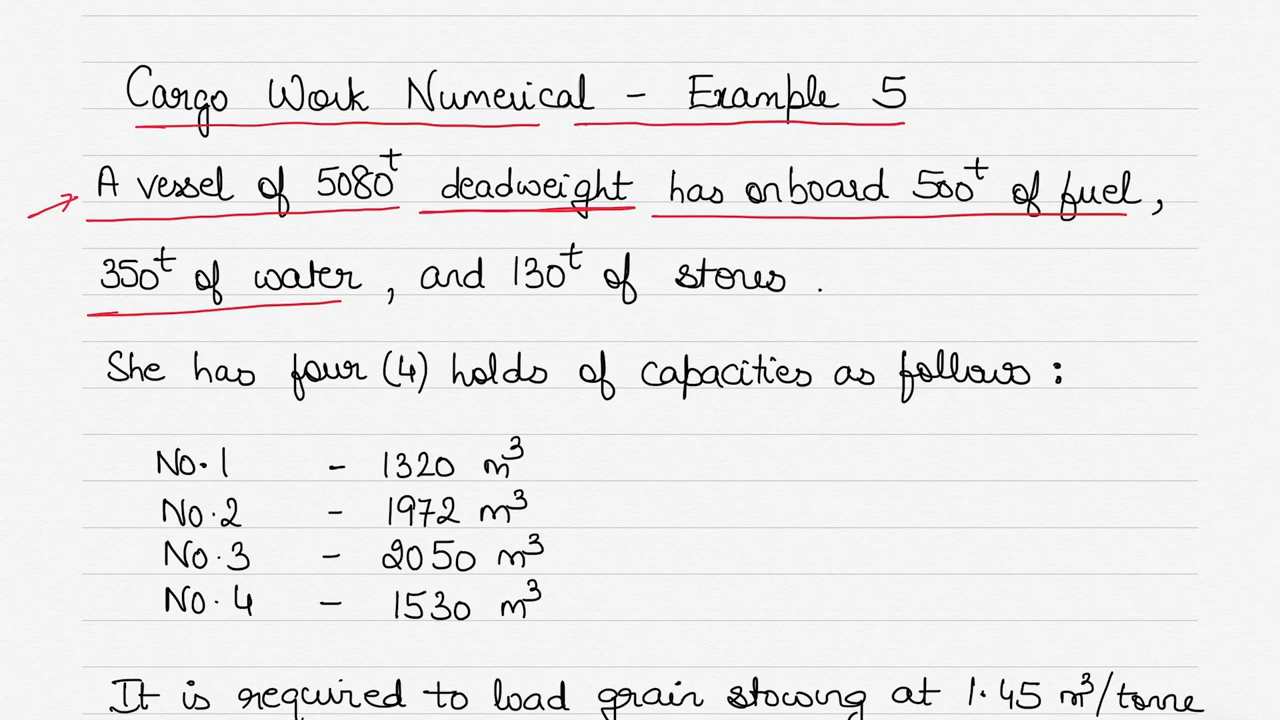 Cargo Work Numerical - Example 5
A vessel of 5080t deadweight has onboard 500t of fuel,
350t of water, and 130t of stores.
She has four (4) holds of capacities as follows:
No.1 - 1320 m³
No.2 - 1972 m³
No.3 - 2050 m³
No.4 - 1530 m³
It is required to load grain stowing at 1.45 m³/tonne